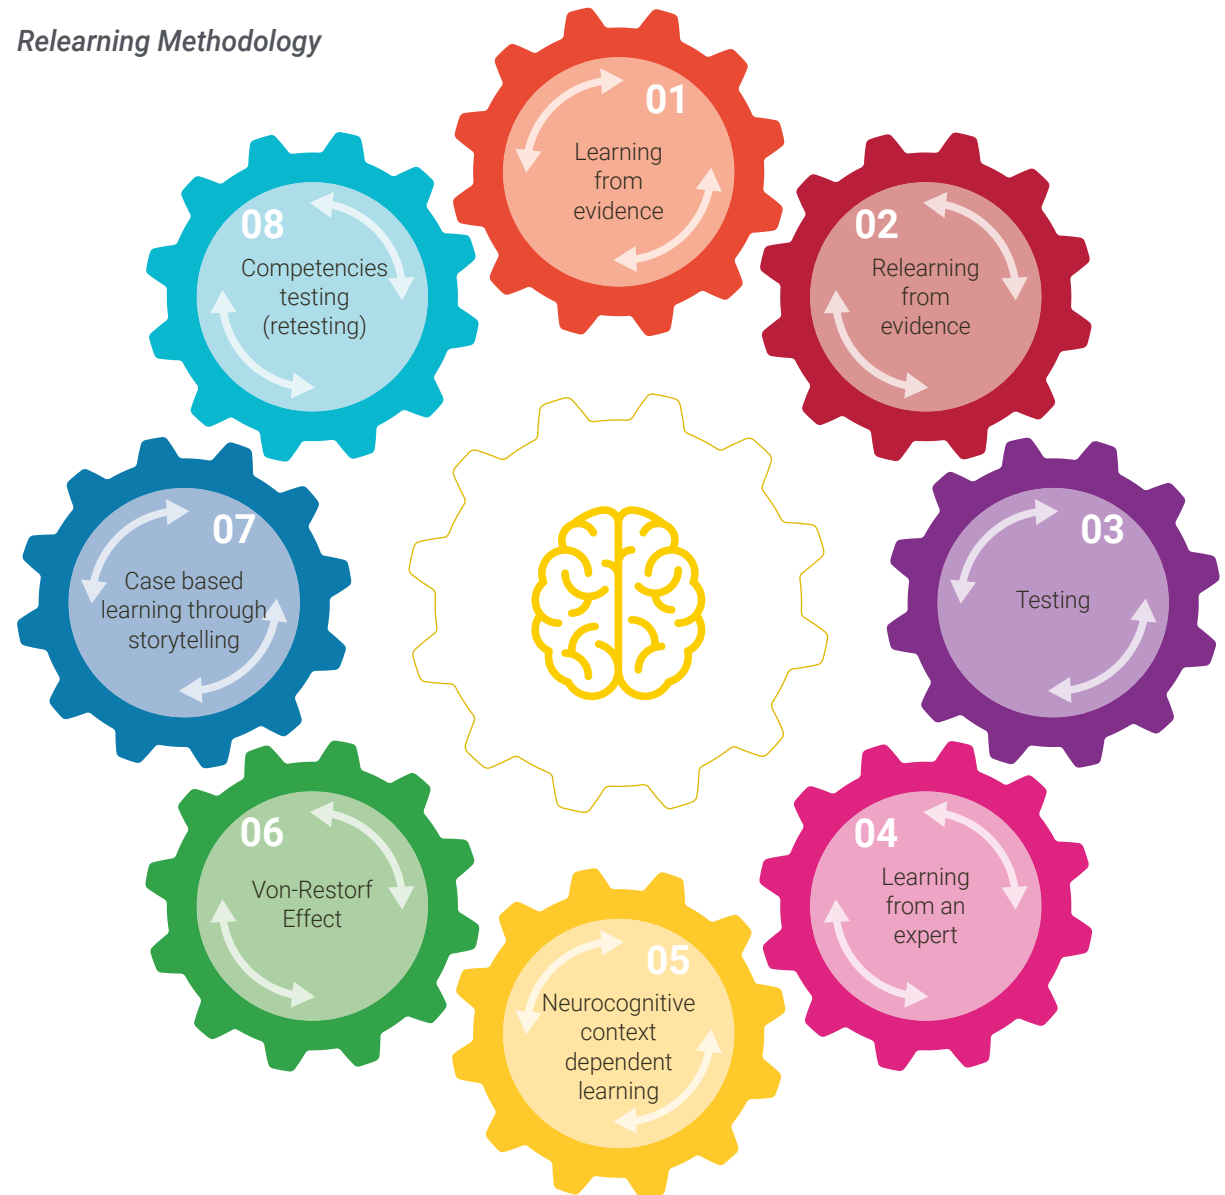 Relearning Methodology
01
Learning
from
evidence
02
Relearning
from
evidence
03
Testing
04
Learning
from an
expert
05
Neurocognitive
context
dependent
learning
06
Von-Restorf
Effect
07
Case based
learning through
storytelling
08
Competencies
testing
(retesting)